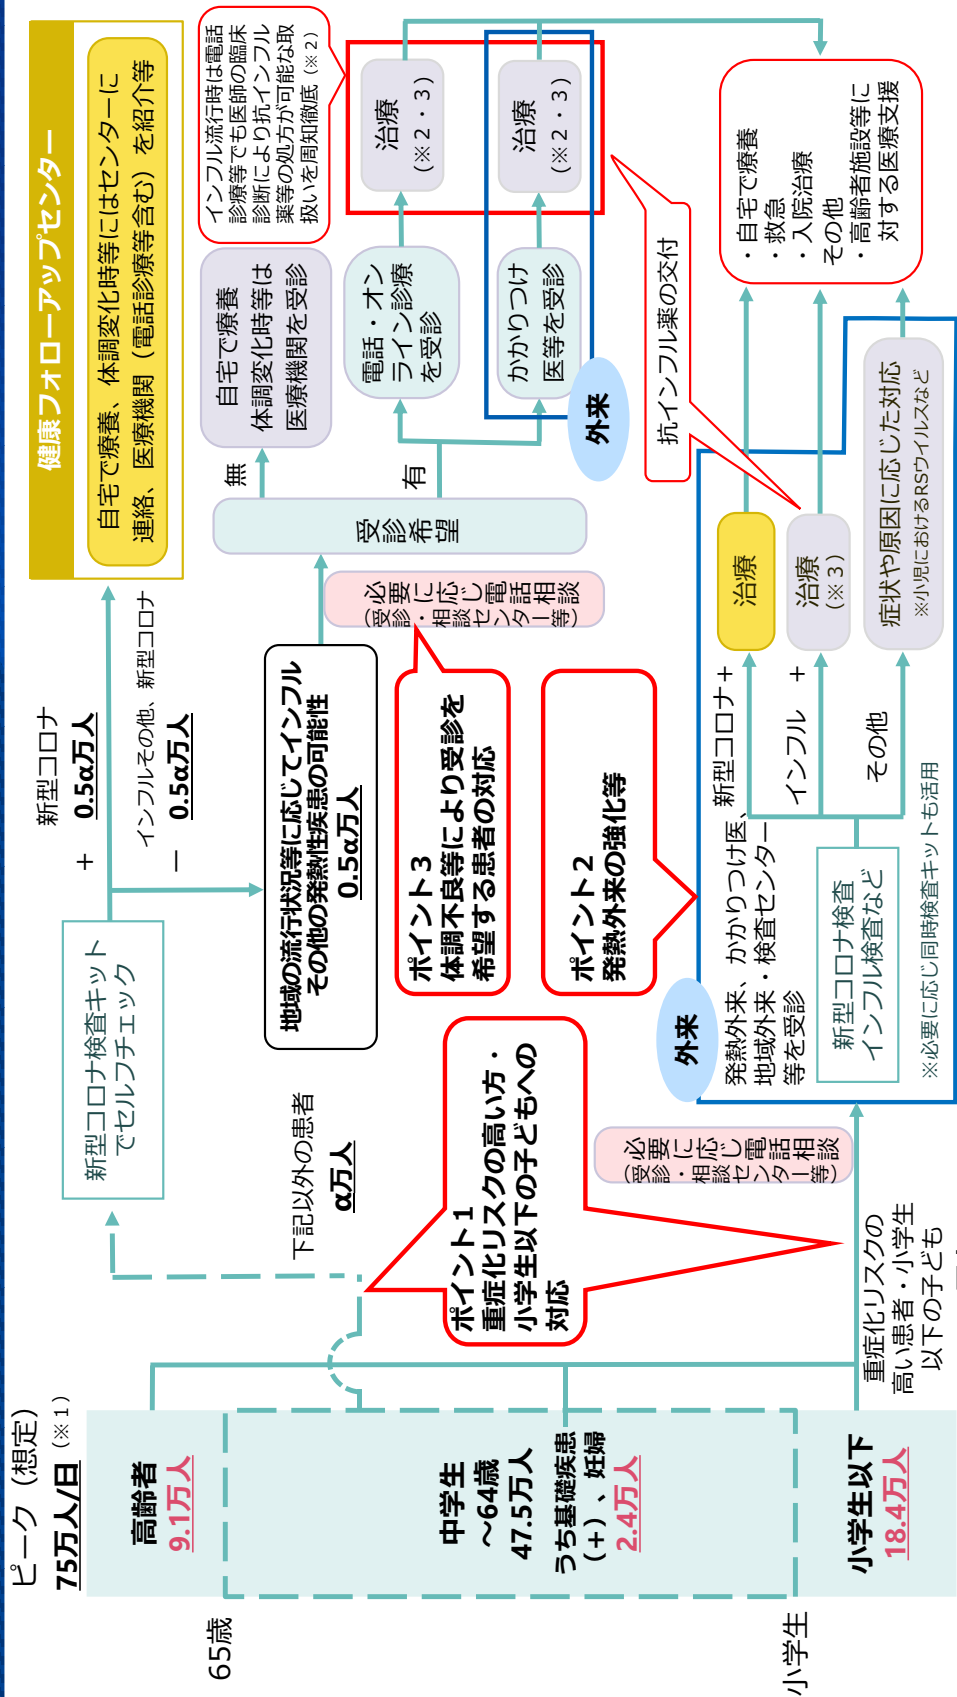 ピーク（想定）
75万人/日（※１）
65歳
小学生
高齢者
9.1万人
中学生
～64歳
47.5万人
うち基礎疾患
（＋）、妊婦
2.4万人
小学生以下
18.4万人
新型コロナ検査キット
でセルフチェック
下記以外の患者
α万人
ポイント１
重症化リスクの高い方・
小学生以下の子どもへの
対応
重症化リスクの
高い患者・小学生
以下の子ども
＋
新型コロナ
0.5α万人
インフルその他、新型コロナ
－
0.5α万人
健康フォローアップセンター
自宅で療養、体調変化時等にはセンターに
連絡、医療機関（電話診療等含む）を紹介等
地域の流行状況等に応じてインフル
その他の発熱性疾患の可能性
0.5α万人
必要に応じ電話相談
（受診・相談センター等）
ポイント３
体調不良等により受診を
希望する患者の対応
受診
希望
無
有
自宅で療養
体調変化時等は
医療機関を受診
電話・オン
ライン診療
を受診
かかりつけ
医等を受診
外来
インフル流行時は電話
診療等でも医師の臨床
診断により抗インフル
薬等の処方が可能な取
扱いを周知徹底（※２）
治療
（※２・３）
治療
（※２・３）
抗インフル薬の交付
ポイント２
発熱外来の強化等
必要に応じ電話相談
（受診・相談センター等）
外来
発熱外来、かかりつけ医、
地域外来・検査センター
等を受診
新型コロナ検査
インフル検査など
※必要に応じ同時検査キットも活用
新型コロナ＋
インフル ＋
その他
治療
治療
（※３）
症状や原因に応じた対応
※小児におけるRSウイルスなど
・自宅で療養
・救急
・入院治療
その他
・高齢者施設等に
対する医療支援